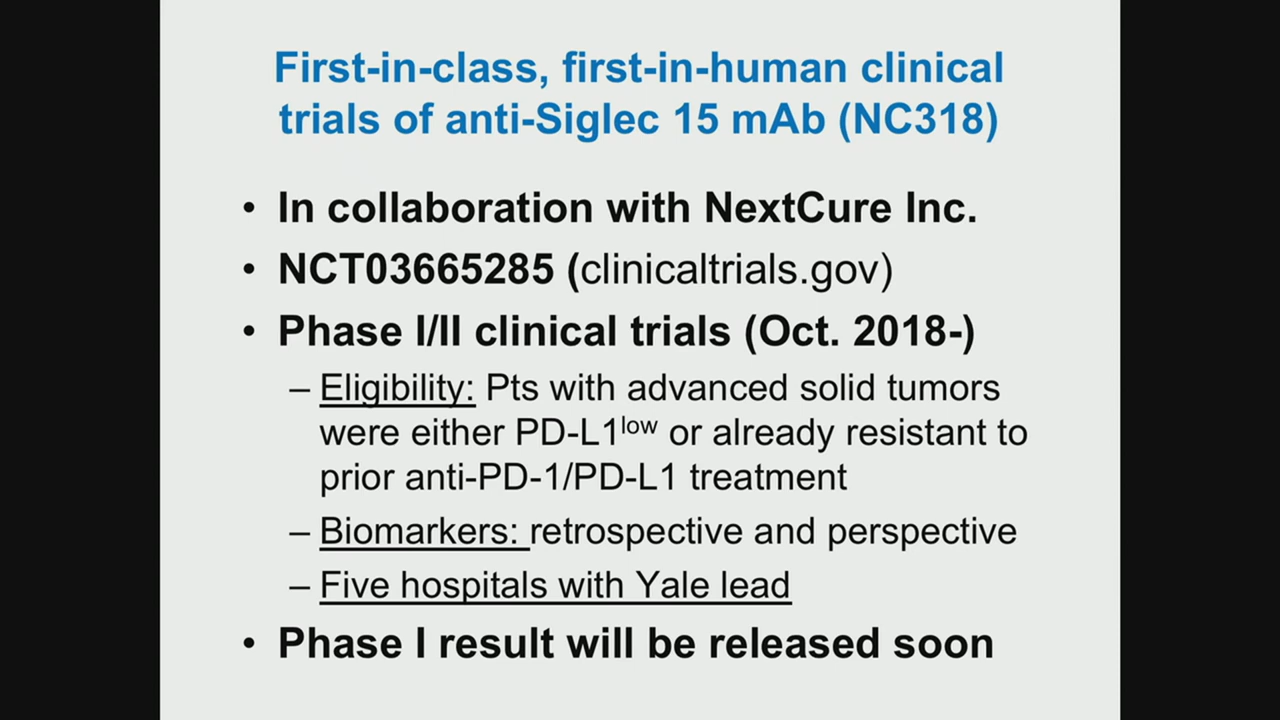 First-in-class, first-in-human clinical
trials of anti-Siglec 15 mAb (NC318)
• In collaboration with NextCure Inc.
• NCT03665285 (clinicaltrials.gov)
• Phase I/II clinical trials (Oct. 2018-)
– Eligibility: Pts with advanced solid tumors
were either PD-L1low or already resistant to
prior anti-PD-1/PD-L1 treatment
– Biomarkers: retrospective and perspective
– Five hospitals with Yale lead
• Phase I result will be released soon